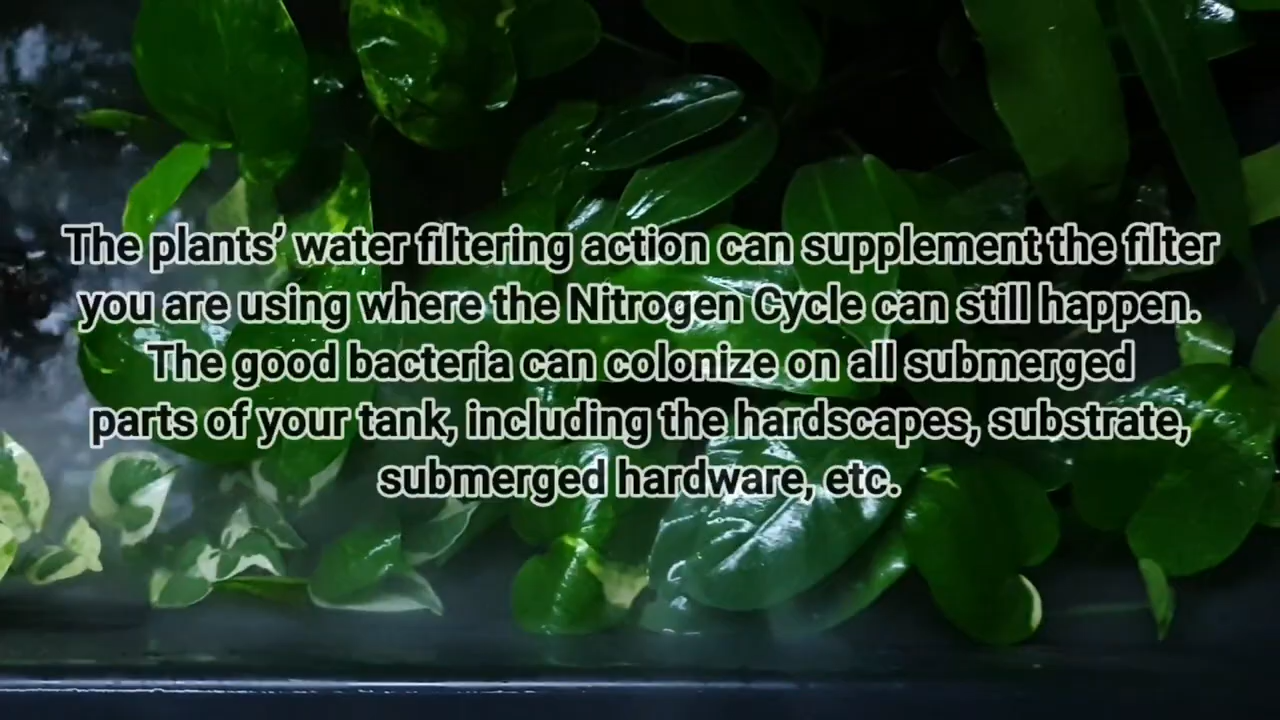 The plants’ water filtering action can supplement the filter
you are using where the Nitrogen Cycle can still happen.
The good bacteria can colonize on all submerged
parts of your tank, including the hardscapes, substrate,
submerged hardware, etc.